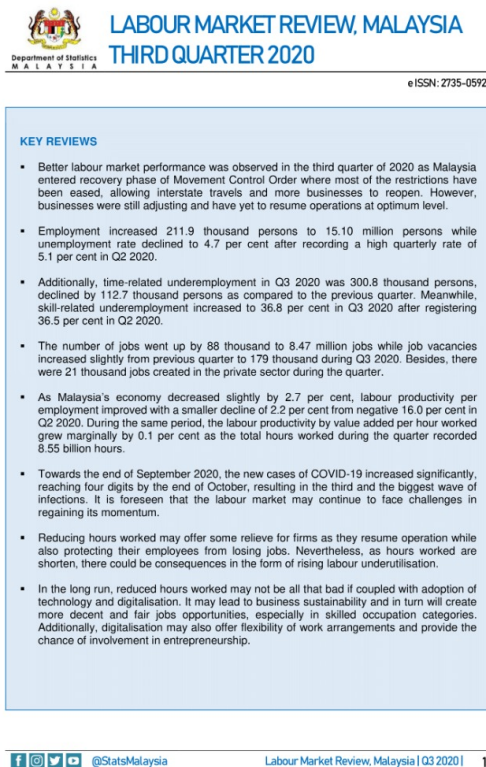 LABOUR MARKET REVIEW, MALAYSIA
THIRD QUARTER 2020
Department of Statistics
M A L A Y S I A
e ISSN: 2735-0592
KEY REVIEWS
▪ Better labour market performance was observed in the third quarter of 2020 as Malaysia
entered recovery phase of Movement Control Order where most of the restrictions have
been eased, allowing interstate travels and more businesses to reopen. However,
businesses were still adjusting and have yet to resume operations at optimum level.
▪ Employment increased 211.9 thousand persons to 15.10 million persons while
unemployment rate declined to 4.7 per cent after recording a high quarterly rate of
5.1 per cent in Q2 2020.
▪ Additionally, time-related underemployment in Q3 2020 was 300.8 thousand persons,
declined by 112.7 thousand persons as compared to the previous quarter. Meanwhile,
skill-related underemployment increased to 36.8 per cent in Q3 2020 after registering
36.5 per cent in Q2 2020.
▪ The number of jobs went up by 88 thousand to 8.47 million jobs while job vacancies
increased slightly from previous quarter to 179 thousand during Q3 2020. Besides, there
were 21 thousand jobs created in the private sector during the quarter.
▪ As Malaysia's economy decreased slightly by 2.7 per cent, labour productivity per
employment improved with a smaller decline of 2.2 per cent from negative 16.0 per cent in
Q2 2020. During the same period, the labour productivity by value added per hour worked
grew marginally by 0.1 per cent as the total hours worked during the quarter recorded
8.55 billion hours.
▪ Towards the end of September 2020, the new cases of COVID-19 increased significantly,
reaching four digits by the end of October, resulting in the third and the biggest wave of
infections. It is foreseen that the labour market may continue to face challenges in
regaining its momentum.
▪ Reducing hours worked may offer some relieve for firms as they resume operation while
also protecting their employees from losing jobs. Nevertheless, as hours worked are
shorten, there could be consequences in the form of rising labour underutilisation.
▪ In the long run, reduced hours worked may not be all that bad if coupled with adoption of
technology and digitalisation. It may lead to business sustainability and in turn will create
more decent and fair jobs opportunities, especially in skilled occupation categories.
Additionally, digitalisation may also offer flexibility of work arrangements and provide the
chance of involvement in entrepreneurship.
@StatsMalaysia
Labour Market Review, Malaysia | Q3 2020 | 1